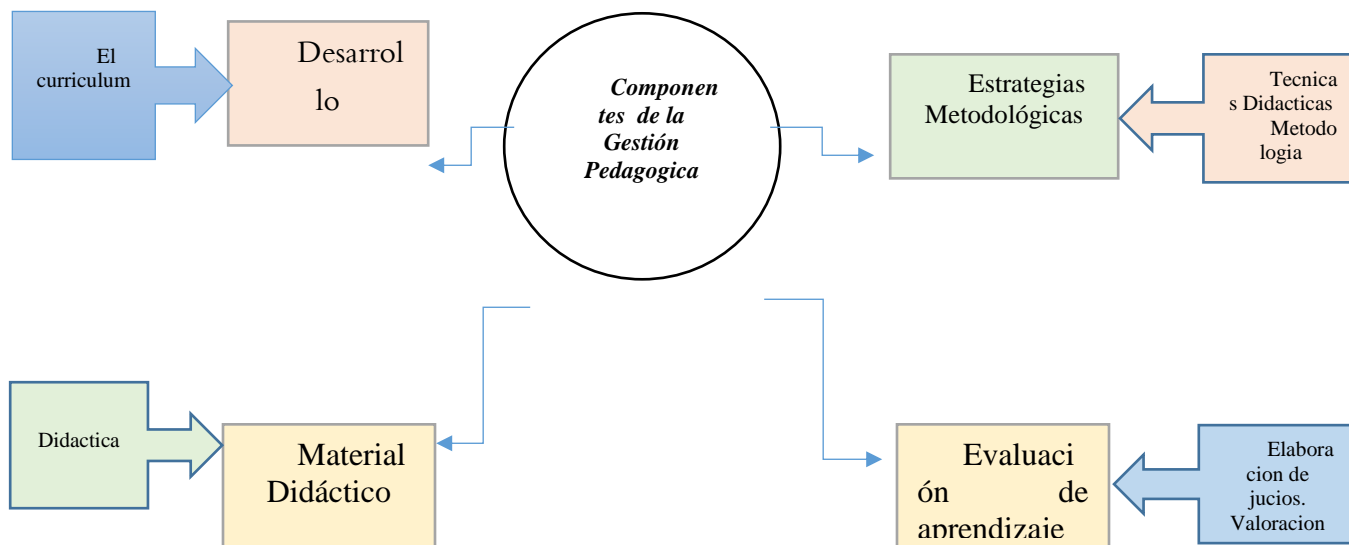 El
curriculum
Desarrol
lo
Componen
tes de la
Gestión
Pedagogica
Estrategias
Metodológicas
Tecnica
s Didacticas
Metodo
logia
Didactica
Material
Didáctico
Evaluaci
ón de
aprendizaje
Elabora
cion de
jucios.
Valoracion